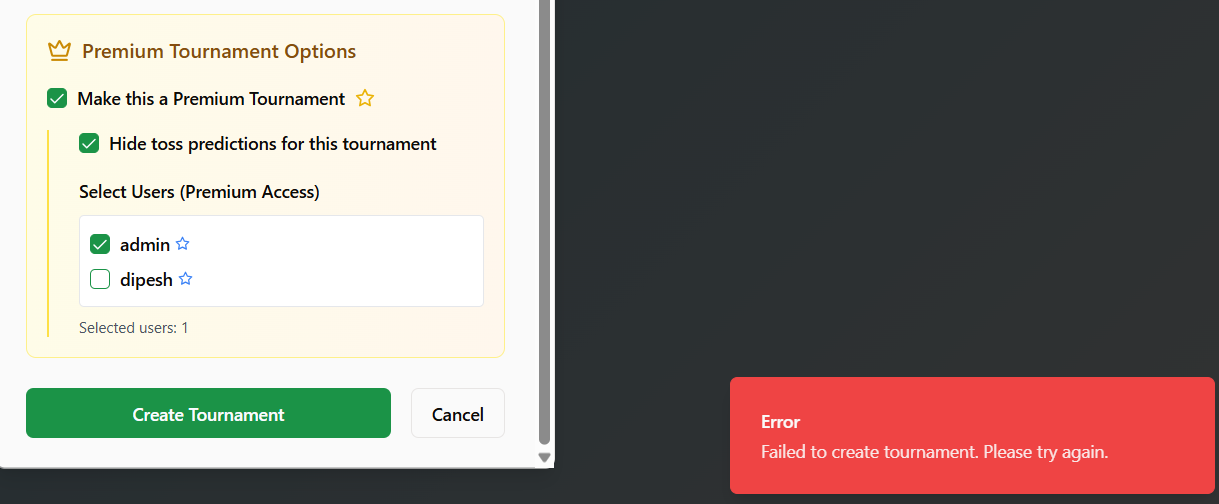 Premium Tournament Options
Make this a Premium Tournament
Hide toss predictions for this tournament
Select Users (Premium Access)
admin
dipesh
Selected users: 1
Create Tournament
Cancel
Error
Failed to create tournament. Please try again.